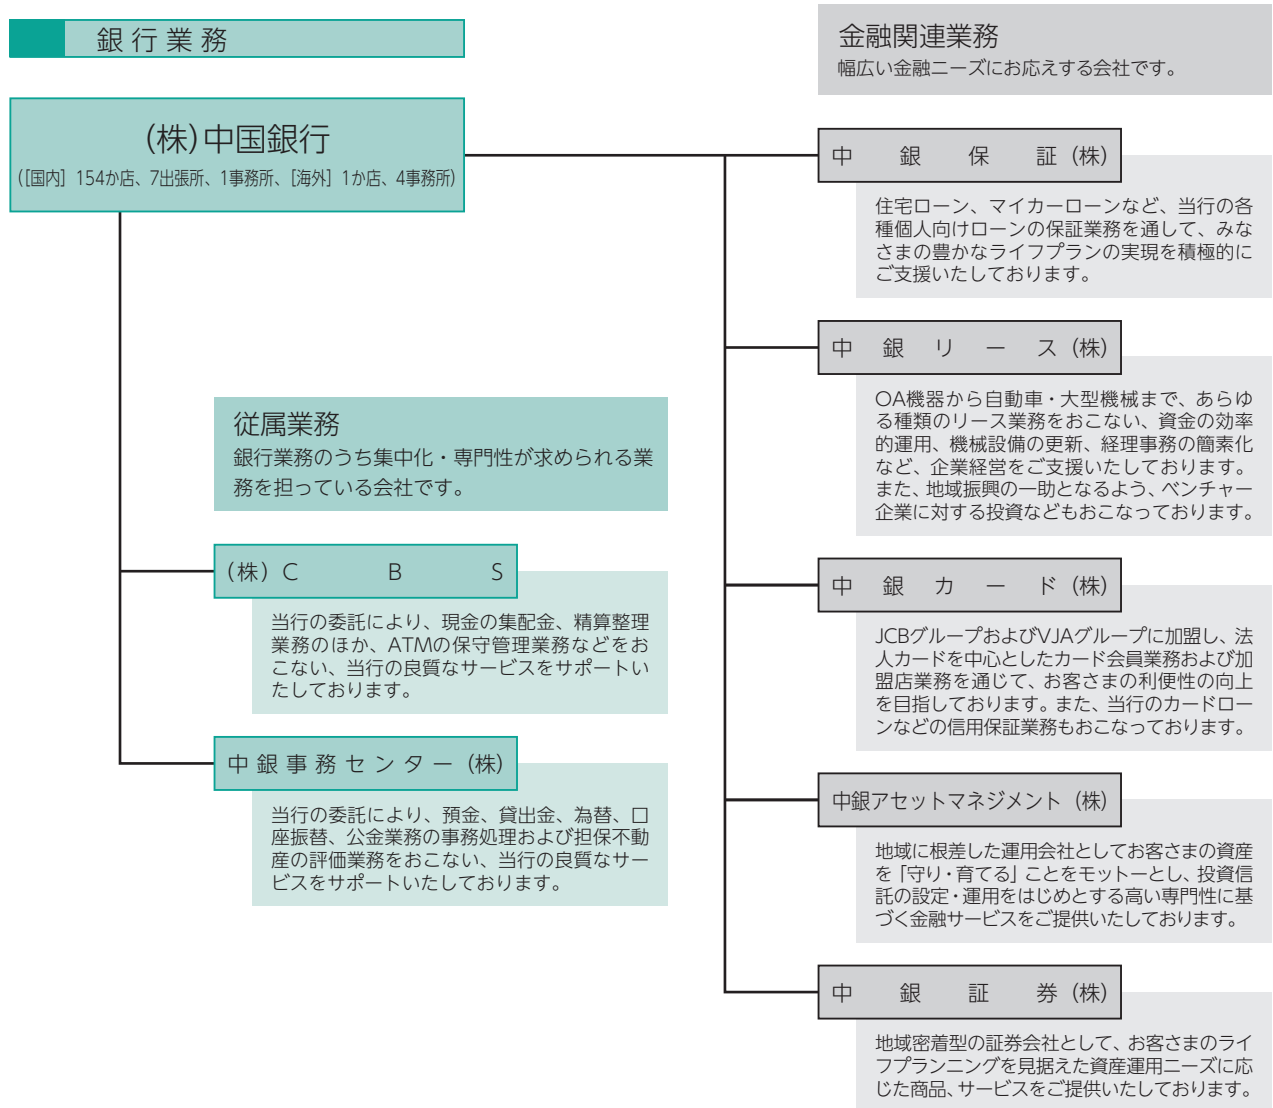 銀行業務
(株)中国銀行
([国内] 154か店、7出張所、1事務所、[海外] 1か店、4事務所)
従属業務
銀行業務のうち集中化・専門性が求められる業
務を担っている会社です。
(株)CBS
当行の委託により、現金の集配金、精算整理
業務のほか、ATMの保守管理業務などをお
こない、当行の良質なサービスをサポートい
たしております。
中銀事務センター(株)
当行の委託により、預金、貸出金、為替、口
座振替、公金業務の事務処理および担保不動
産の評価業務をおこない、当行の良質なサー
ビスをサポートいたしております。
金融関連業務
幅広い金融ニーズにお応えする会社です。
中銀保証(株)
住宅ローン、マイカーローンなど、当行の各
種個人向けローンの保証業務を通して、みな
さまの豊かなライフプランの実現を積極的に
ご支援いたしております。
中銀リース(株)
OA機器から自動車・大型機械まで、あらゆ
る種類のリース業務をおこない、資金の効率
的運用、機械設備の更新、経理事務の簡素化
など、企業経営をご支援いたしております。
また、地域振興の一助となるよう、ベンチャー
企業に対する投資などもおこなっております。
中銀カード(株)
JCBグループおよびVJAグループに加盟し、法
人カードを中心としたカード会員業務および加
盟店業務を通じて、お客さまの利便性の向上
を目指しております。また、当行のカードロー
ンなどの信用保証業務もおこなっております。
中銀アセットマネジメント(株)
地域に根差した運用会社としてお客さまの資産
を「守り・育てる」ことをモットーとし、投資信
託の設定・運用をはじめとする高い専門性に基
づく金融サービスをご提供いたしております。
中銀証券(株)
地域密着型の証券会社として、お客さまのライ
フプランニングを見据えた資産運用ニーズに応
じた商品、サービスをご提供いたしております。